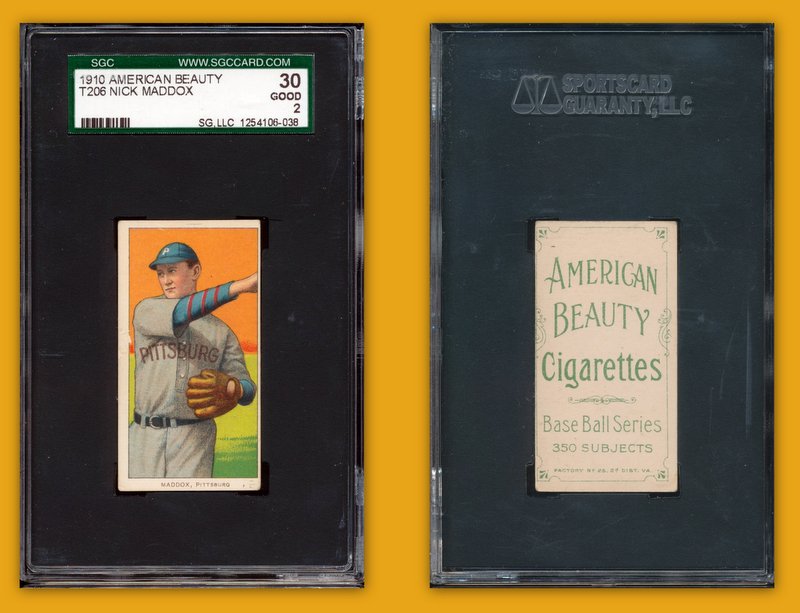 SGC WWW.SGCCARD.COM
1910 AMERICAN BEAUTY 30
T206 NICK MADDOX GOOD
2
SG, LLC 1254106-038
P
PITTSBURG
MADDOX, PITTSBURG
SPORTSCARD
GUARANTY, LLC
AMERICAN
BEAUTY
Cigarettes
Base Ball Series
350 SUBJECTS
FACTORY Nº 25, 2ᴰ DIST. VA.